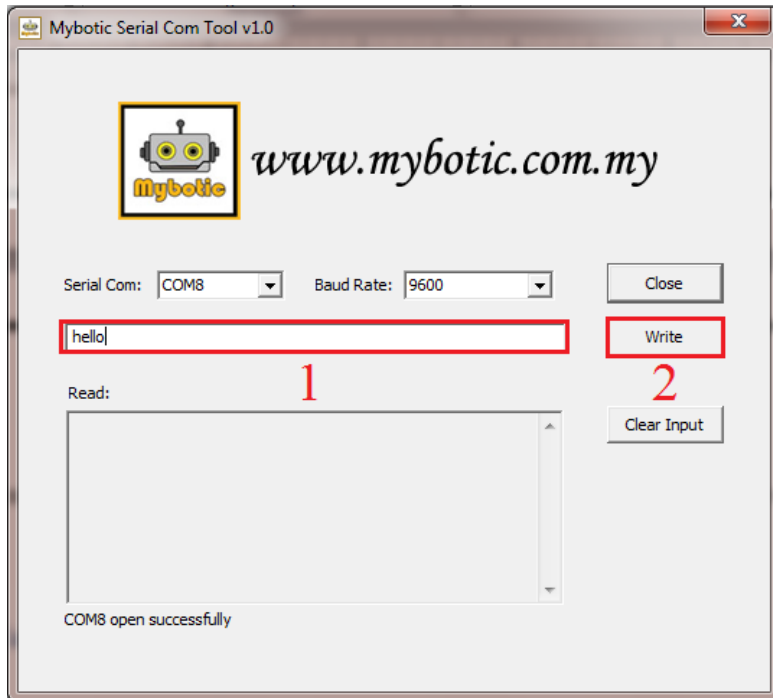 Mybotic Serial Com Tool v1.0
Mybotic
www.mybotic.com.my
Serial Com: COM8 Baud Rate: 9600 Close
hello Write
1 2
Read:
Clear Input
COM8 open successfully